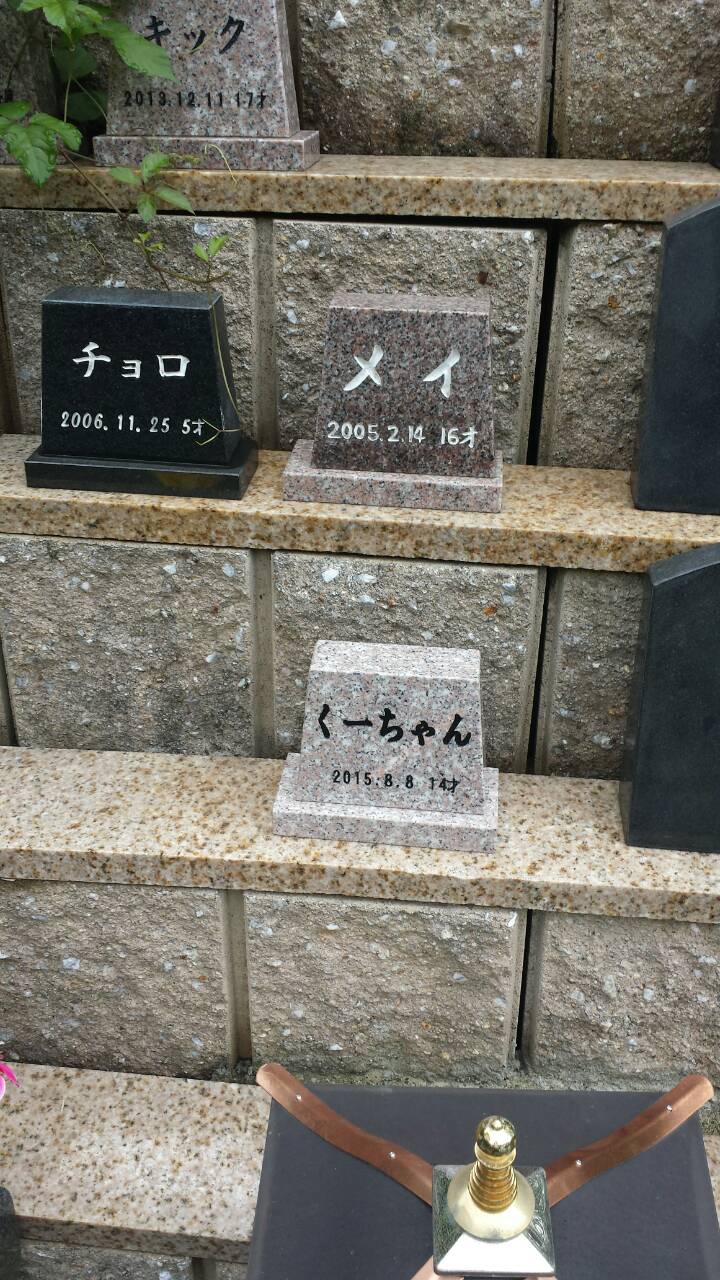 キック
2013.12.11 17才
チョロ
2006.11.25 5才
メイ
2005.2.14 16才
くーちゃん
2015.8.8 14才